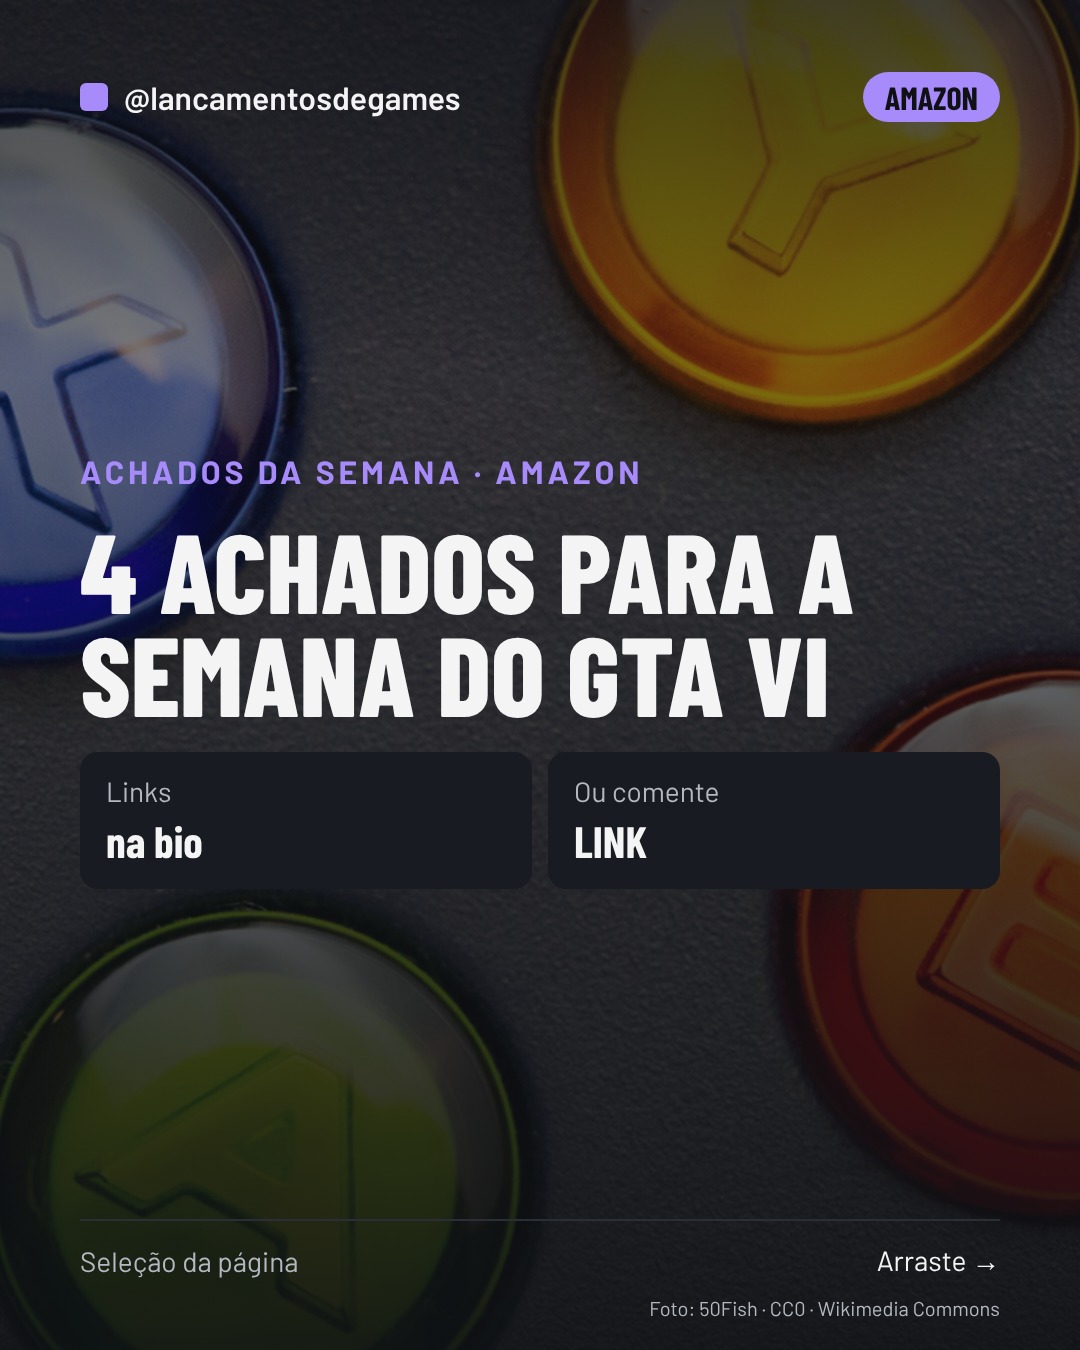 @lancamentosdegames
AMAZON
Y
X
ACHADOS DA SEMANA · AMAZON
4 ACHADOS PARA A
SEMANA DO GTA VI
Links
na bio
Ou comente
LINK
B
A
Seleção da página
Arraste →
Foto: 50Fish · CC0 · Wikimedia Commons